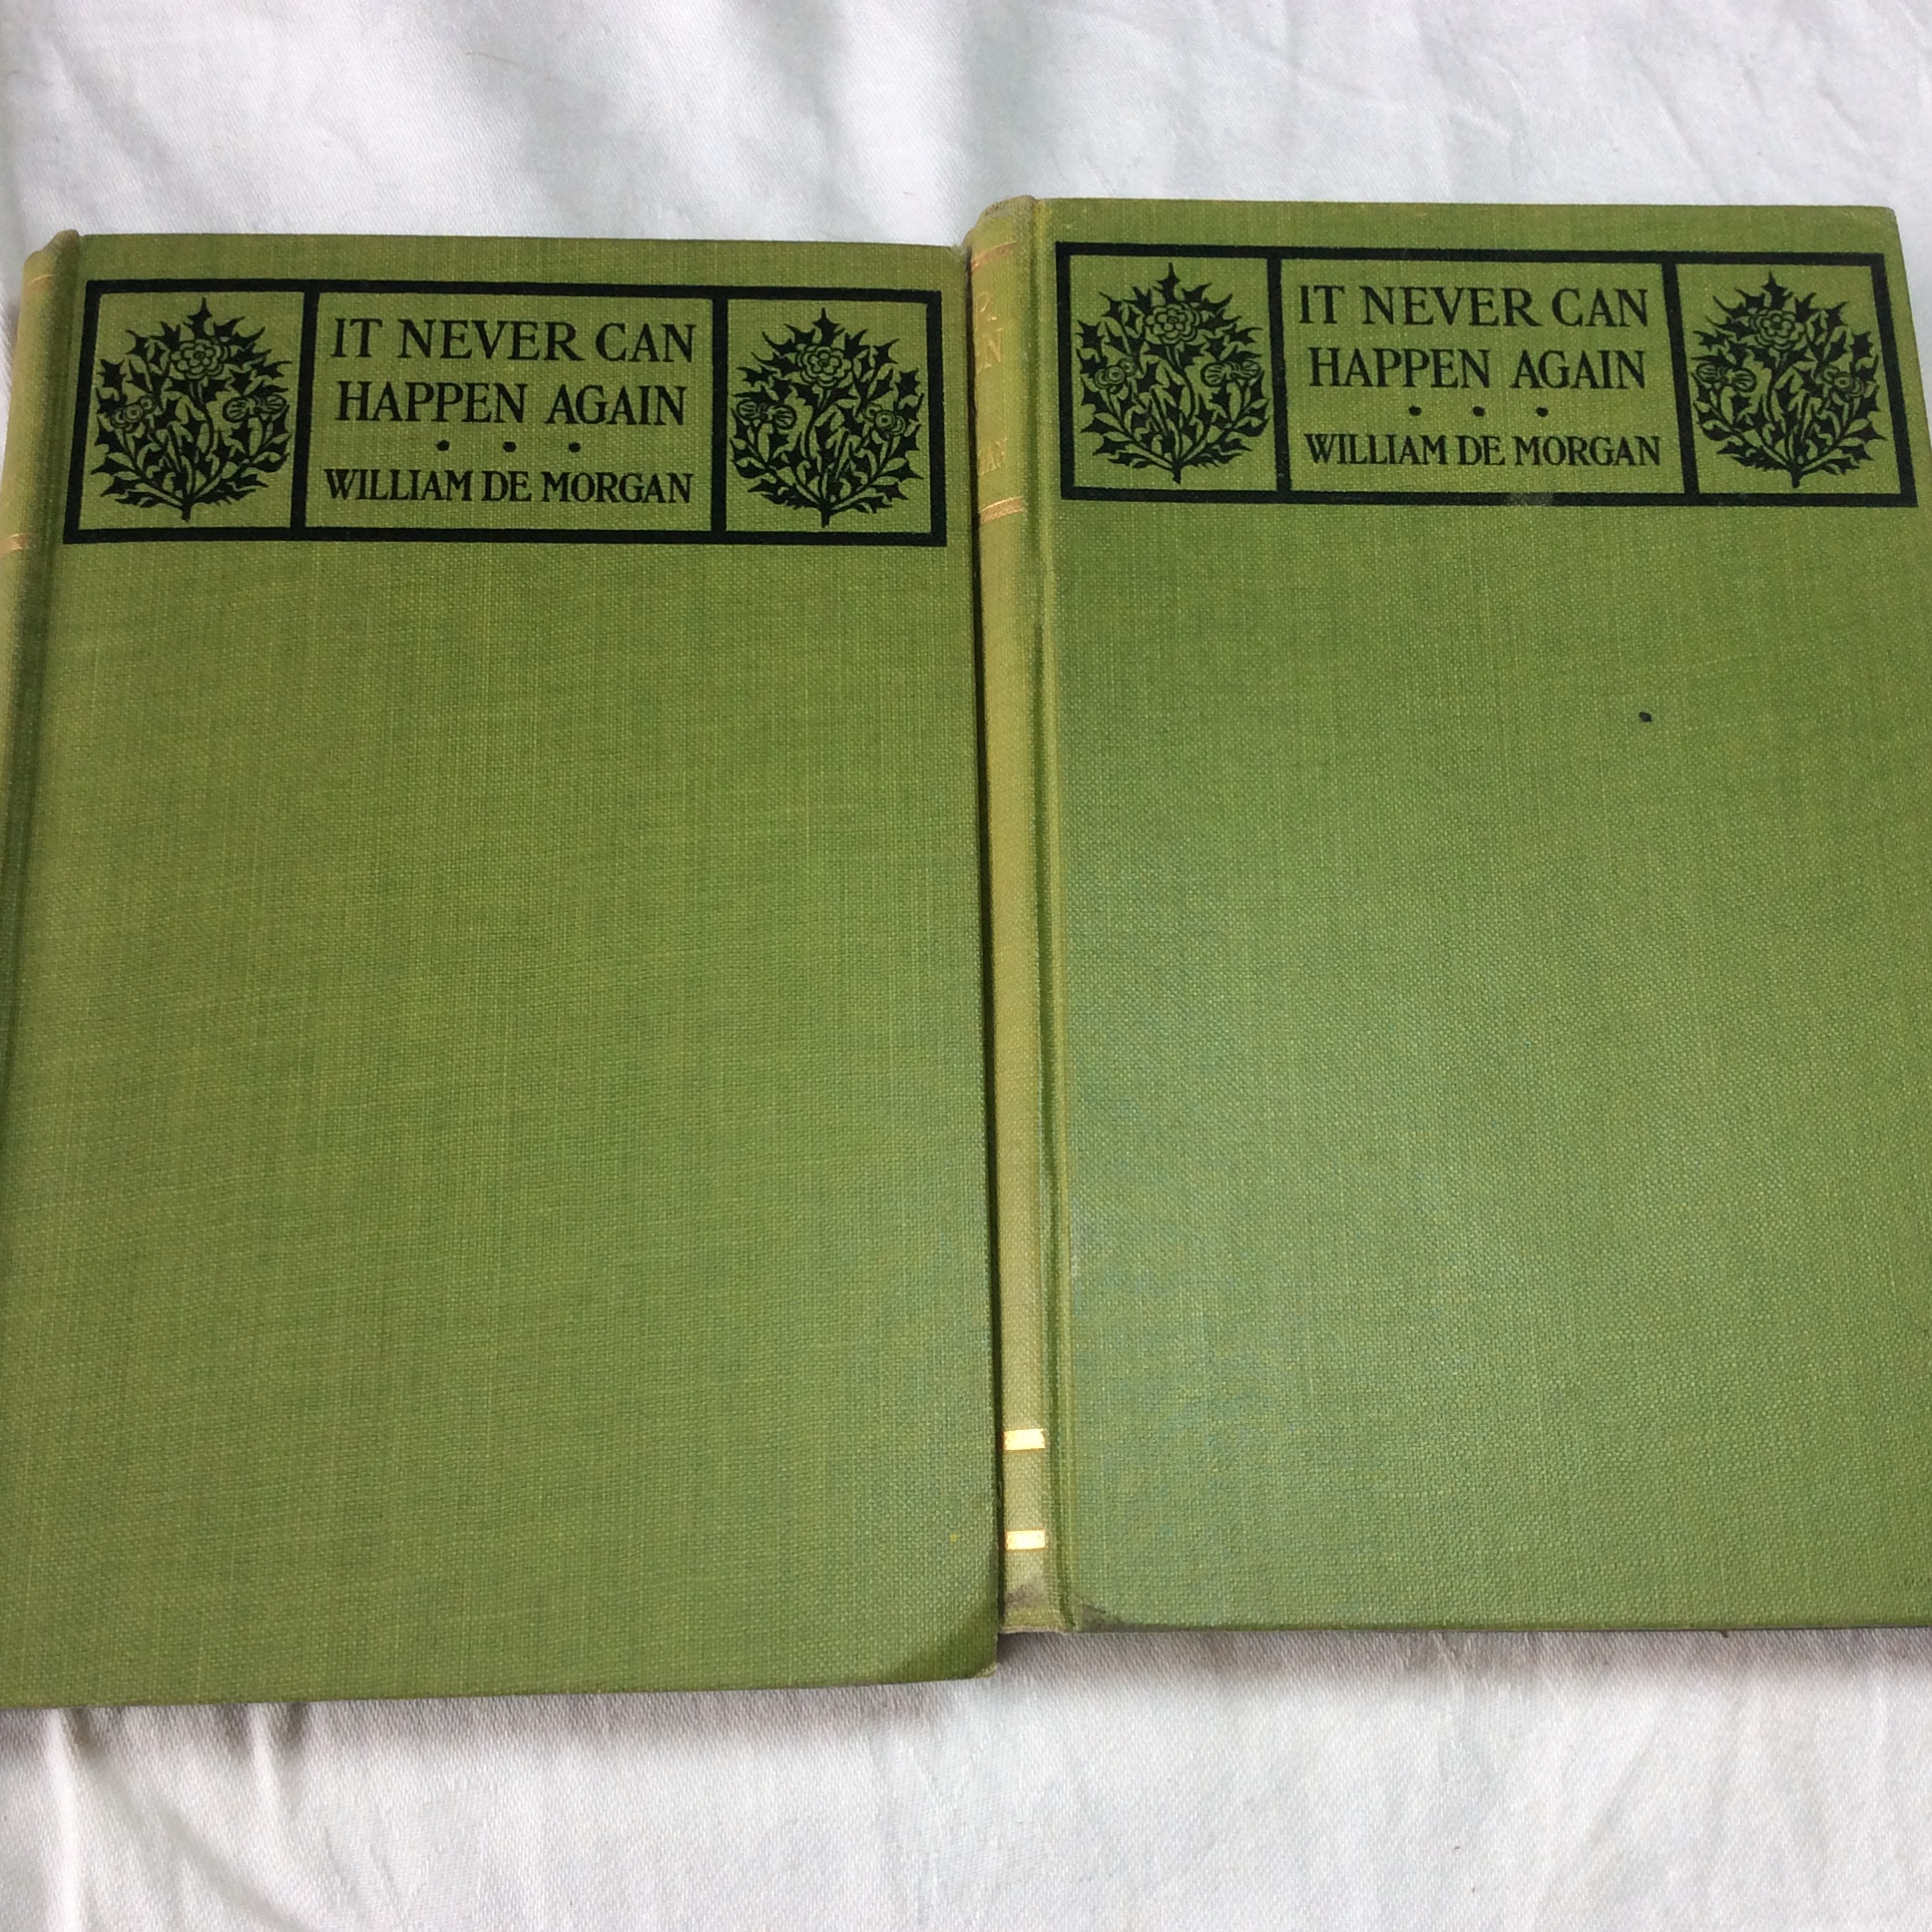 IT NEVER CAN
HAPPEN AGAIN
WILLIAM DE MORGAN
IT NEVER CAN
HAPPEN AGAIN
WILLIAM DE MORGAN